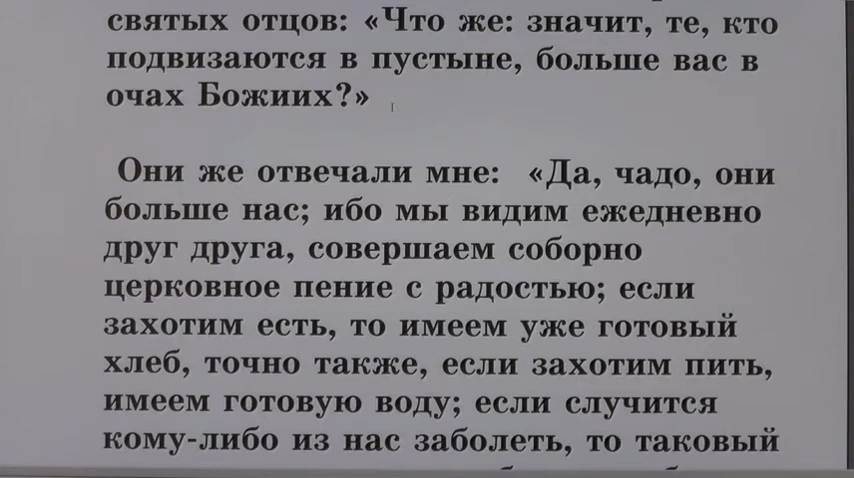 святых отцов: «Что же: значит, те, кто
подвизаются в пустыне, больше вас в
очах Божиих?»
Они же отвечали мне: «Да, чадо, они
больше нас; ибо мы видим ежедневно
друг друга, совершаем соборно
церковное пение с радостью; если
захотим есть, то имеем уже готовый
хлеб, точно также, если захотим пить,
имеем готовую воду; если случится
кому-либо из нас заболеть, то таковый